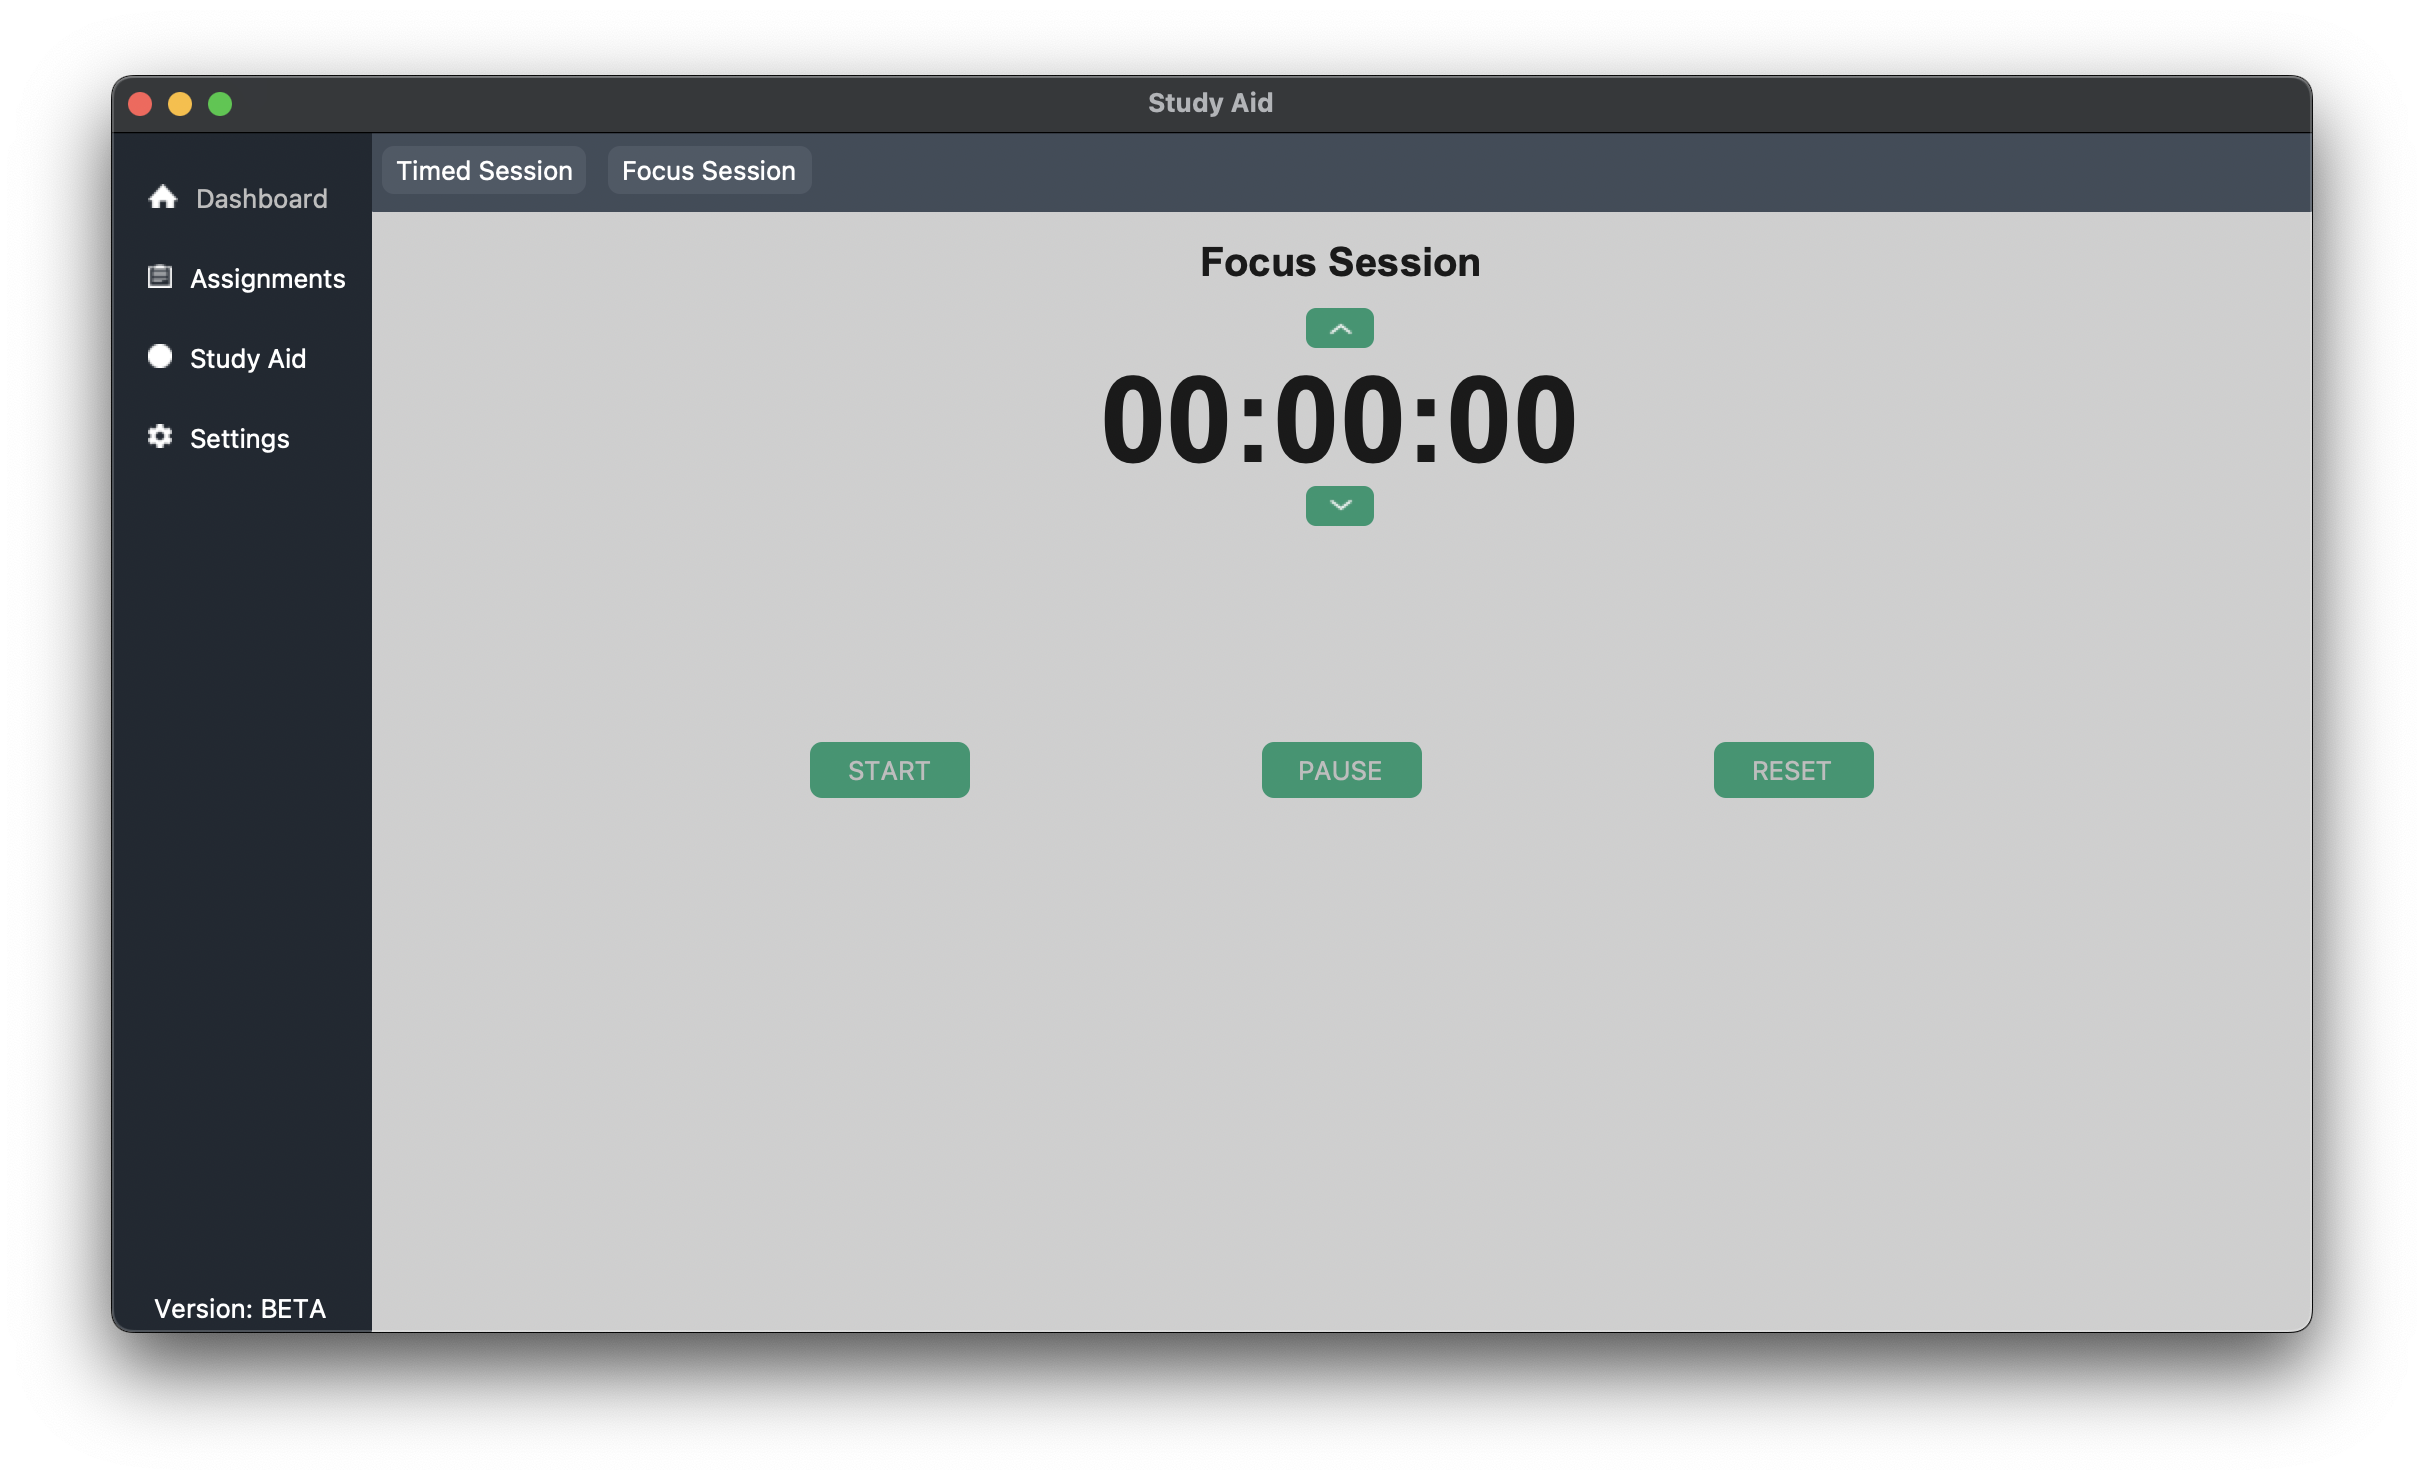 Study Aid
Dashboard
Assignments
Study Aid
Settings
Version: BETA
Timed Session
Focus Session
Focus Session
00:00:00
START
PAUSE
RESET